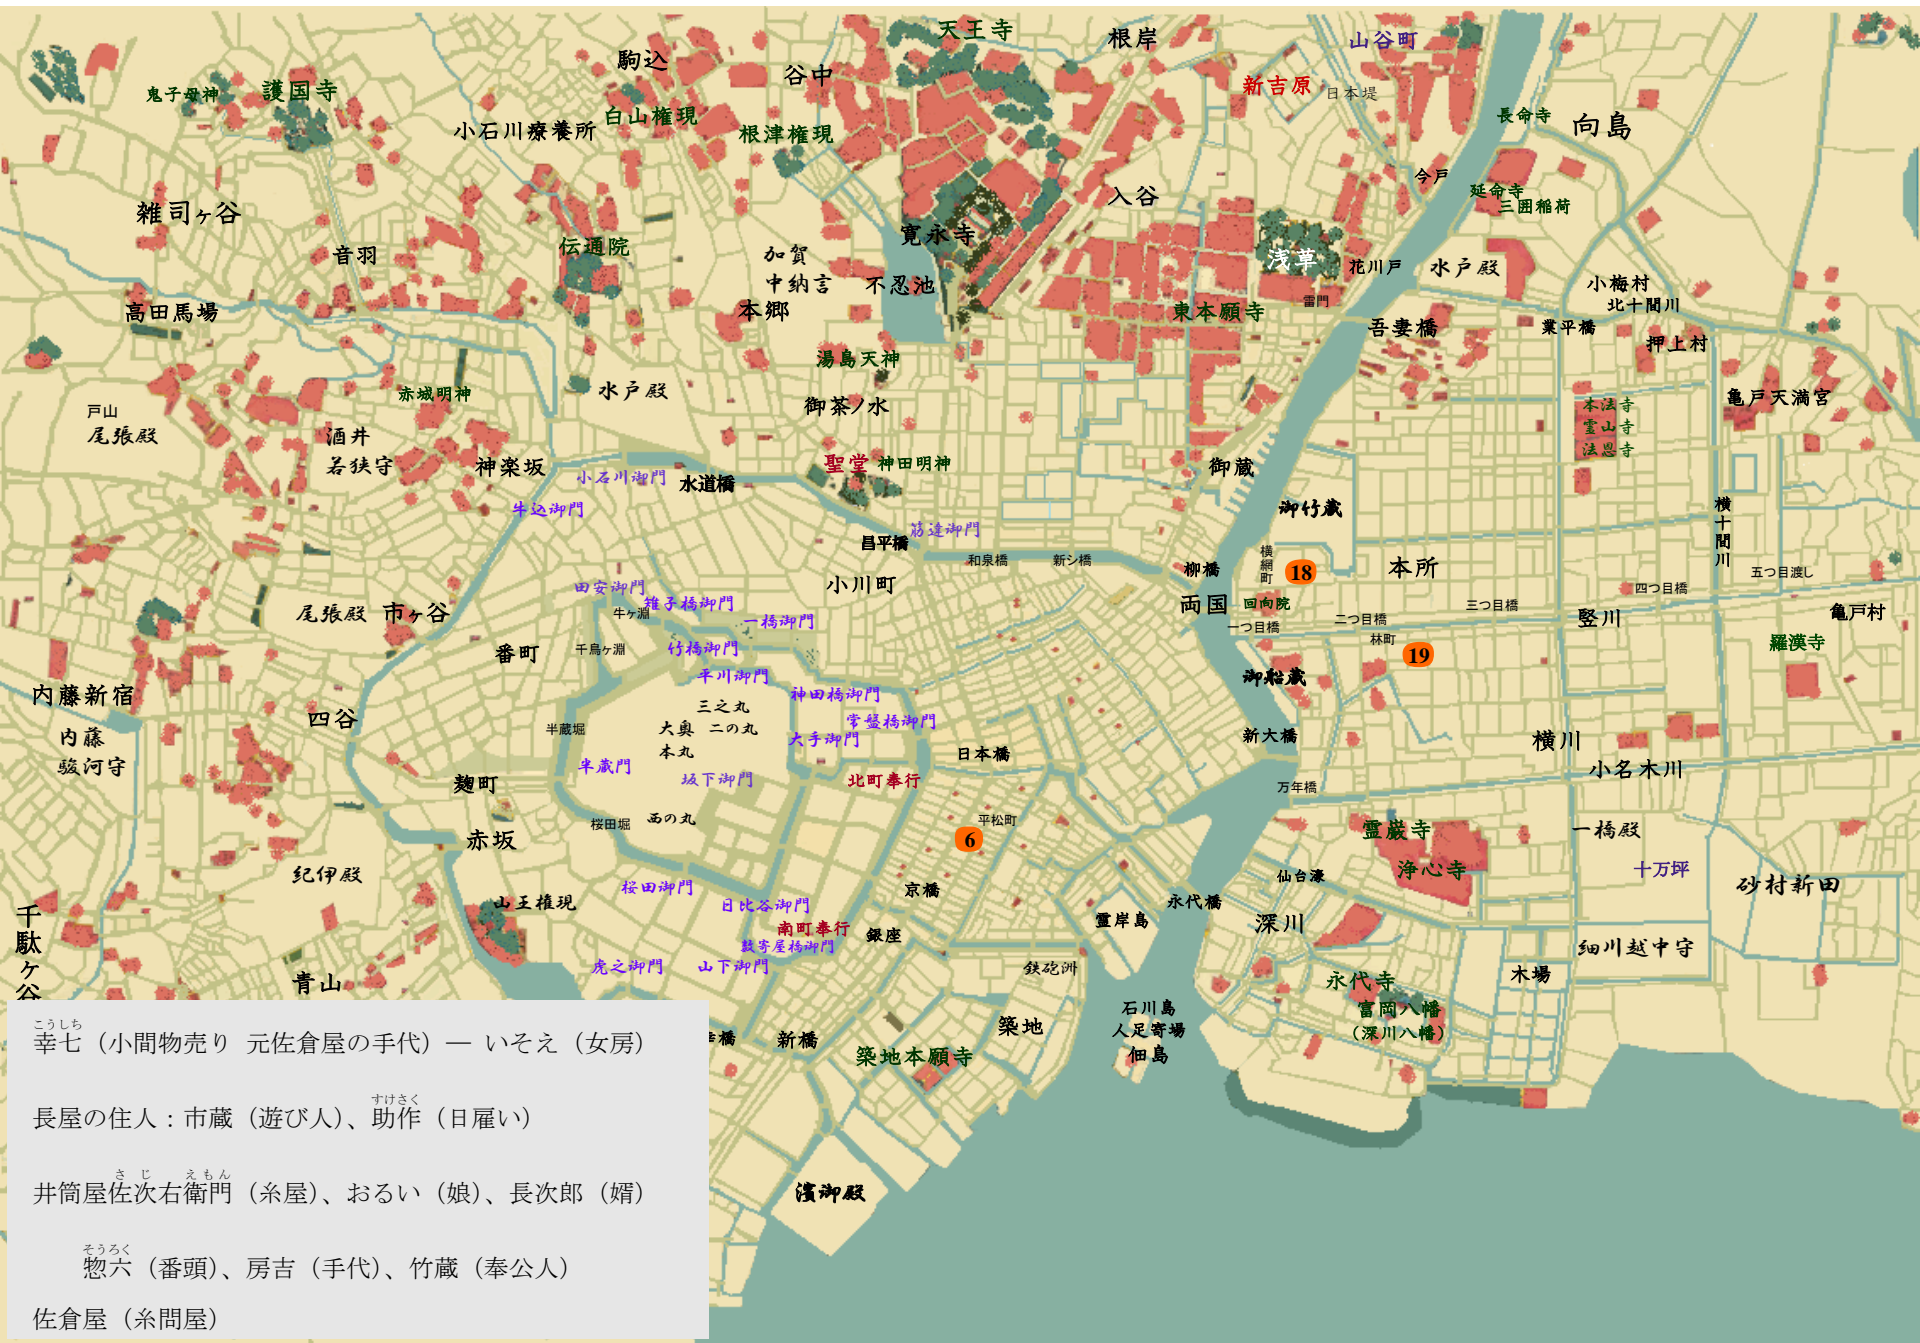 天王寺
根岸
山谷町
駒込
谷中
新吉原
日本堤
鬼子母神
護国寺
白山権現
小石川療養所
根津権現
長命寺
向島
今戸
延命寺
三囲稲荷
入谷
雑司ヶ谷
音羽
伝通院
加賀
中納言
寛永寺
不忍池
浅草
花川戸
水戸殿
小梅村
北十間川
高田馬場
本郷
東本願寺
雷門
吾妻橋
業平橋
押上村
湯島天神
赤城明神
水戸殿
御茶ノ水
戸山
尾張殿
酒井
若狭守
神楽坂
本法寺
霊山寺
法恩寺
亀戸天満宮
小石川御門
水道橋
聖堂
神田明神
御蔵
牛込御門
御竹蔵
横十間川
昌平橋
筋違御門
和泉橋
新シ橋
柳橋
横網町
18
本所
小川町
田安御門
雉子橋御門
牛ヶ淵
一橋御門
両国
回向院
一つ目橋
二つ目橋
三つ目橋
四つ目橋
五つ目渡し
竪川
亀戸村
尾張殿
市ヶ谷
番町
千鳥ヶ淵
竹橋御門
林町
19
羅漢寺
平川御門
御船蔵
内藤新宿
四谷
神田橋御門
三之丸
常盤橋御門
大奥
二の丸
大手御門
本丸
半蔵堀
新大橋
横川
内藤
駿河守
半蔵門
坂下御門
北町奉行
日本橋
小名木川
麹町
万年橋
桜田堀
西の丸
平松町
6
赤坂
霊巌寺
一橋殿
浄心寺
十万坪
砂村新田
紀伊殿
桜田御門
京橋
仙台濠
永代橋
山王権現
日比谷御門
南町奉行
数寄屋橋御門
銀座
霊岸島
深川
細川越中守
千駄ヶ谷
虎之御門
山下御門
鉄砲洲
木場
青山
永代寺
富岡八幡
(深川八幡)
石川島
人足寄場
佃島
築地
幸橋
新橋
築地本願寺
濱御殿
こうしち
幸七（小間物売り 元佐倉屋の手代）― いそえ（女房）
すけさく
長屋の住人：市蔵（遊び人）、助作（日雇い）
さじ えもん
井筒屋佐次右衛門（糸屋）、おるい（娘）、長次郎（婿）
そうろく
惣六（番頭）、房吉（手代）、竹蔵（奉公人）
佐倉屋（糸問屋）